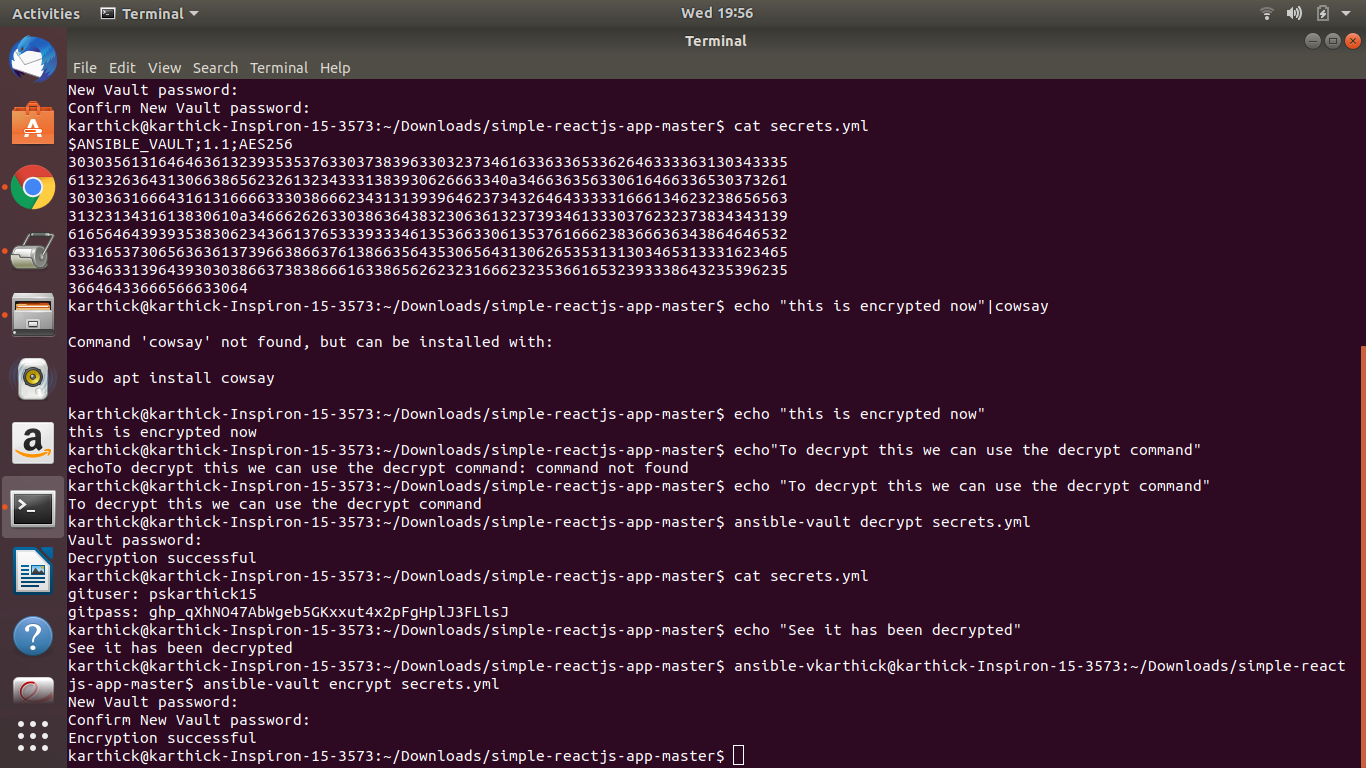 Activities
Terminal
Wed 19:56
Terminal
File Edit View Search Terminal Help
New Vault password:
Confirm New Vault password:
karthick@karthick-Inspiron-15-3573:~/Downloads/simple-reactjs-app-master$ cat secrets.yml
$ANSIBLE_VAULT;1.1;AES256
36646433666566633064
karthick@karthick-Inspiron-15-3573:~/Downloads/simple-reactjs-app-master$ echo "this is encrypted now"|cowsay
Command 'cowsay' not found, but can be installed with:
sudo apt install cowsay
karthick@karthick-Inspiron-15-3573:~/Downloads/simple-reactjs-app-master$ echo "this is encrypted now"
this is encrypted now
karthick@karthick-Inspiron-15-3573:~/Downloads/simple-reactjs-app-master$ echo"To decrypt this we can use the decrypt command"
echoTo decrypt this we can use the decrypt command: command not found
karthick@karthick-Inspiron-15-3573:~/Downloads/simple-reactjs-app-master$ echo "To decrypt this we can use the decrypt command"
To decrypt this we can use the decrypt command
karthick@karthick-Inspiron-15-3573:~/Downloads/simple-reactjs-app-master$ ansible-vault decrypt secrets.yml
Vault password:
Decryption successful
karthick@karthick-Inspiron-15-3573:~/Downloads/simple-reactjs-app-master$ cat secrets.yml
gituser: pskarthick15
gitpass: 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
karthick@karthick-Inspiron-15-3573:~/Downloads/simple-reactjs-app-master$ echo "See it has been decrypted"
See it has been decrypted
karthick@karthick-Inspiron-15-3573:~/Downloads/simple-reactjs-app-master$ ansible-vkarthick@karthick-Inspiron-15-3573:~/Downloads/simple-react
js-app-master$ ansible-vault encrypt secrets.yml
New Vault password:
Confirm New Vault password:
Encryption successful
karthick@karthick-Inspiron-15-3573:~/Downloads/simple-reactjs-app-master$